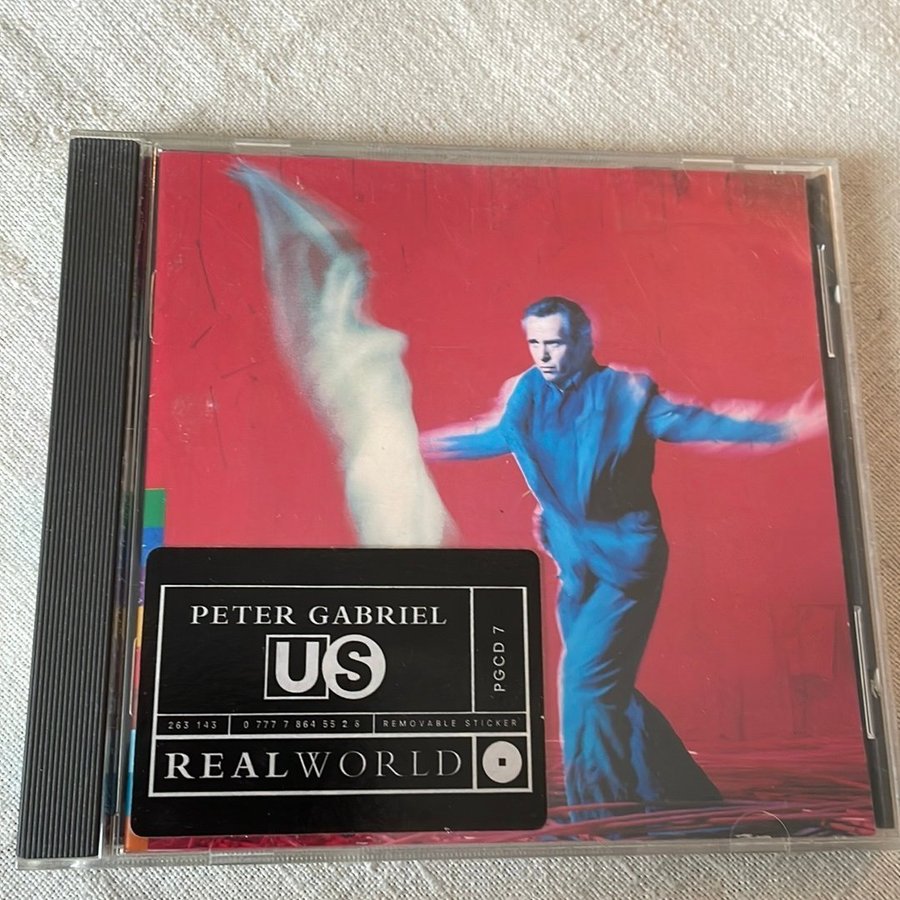 PETER GABRIEL
US
PGCD 7
263 143
0 777 7 864 55 2 8
REMOVABLE STICKER
REALWORLD